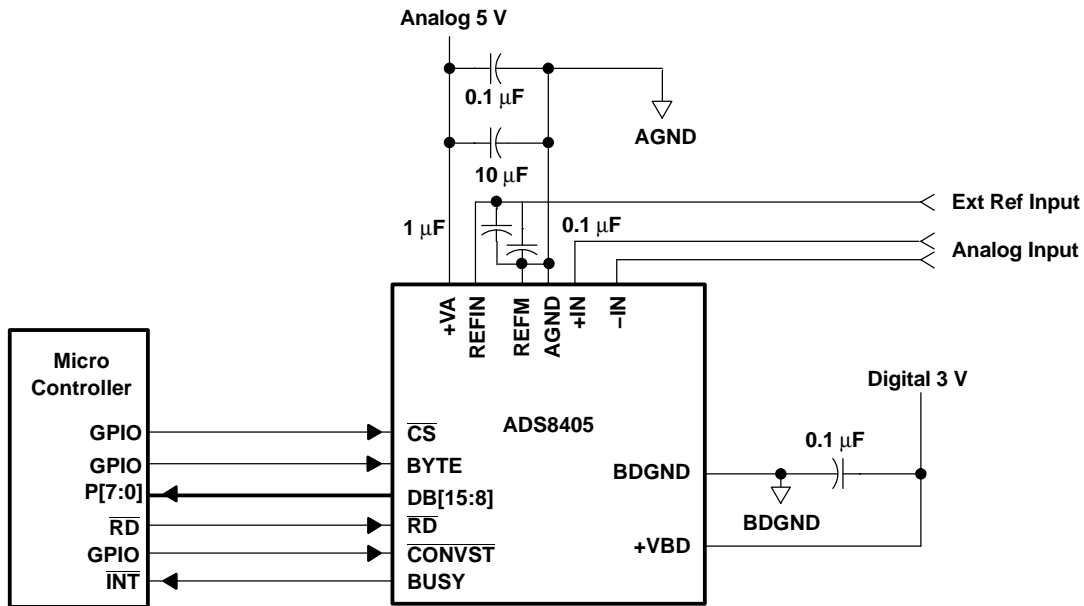 Analog 5 V
0.1 μF
AGND
10 μF
1 μF
0.1 μF
Ext Ref Input
Analog Input
+VA
REFIN
REFM
AGND
+IN
−IN
Micro
Controller
GPIO
GPIO
P[7:0]
RD
GPIO
INT
ADS8405
CS
BYTE
DB[15:8]
RD
CONVST
BUSY
BDGND
+VBD
Digital 3 V
0.1 μF
BDGND